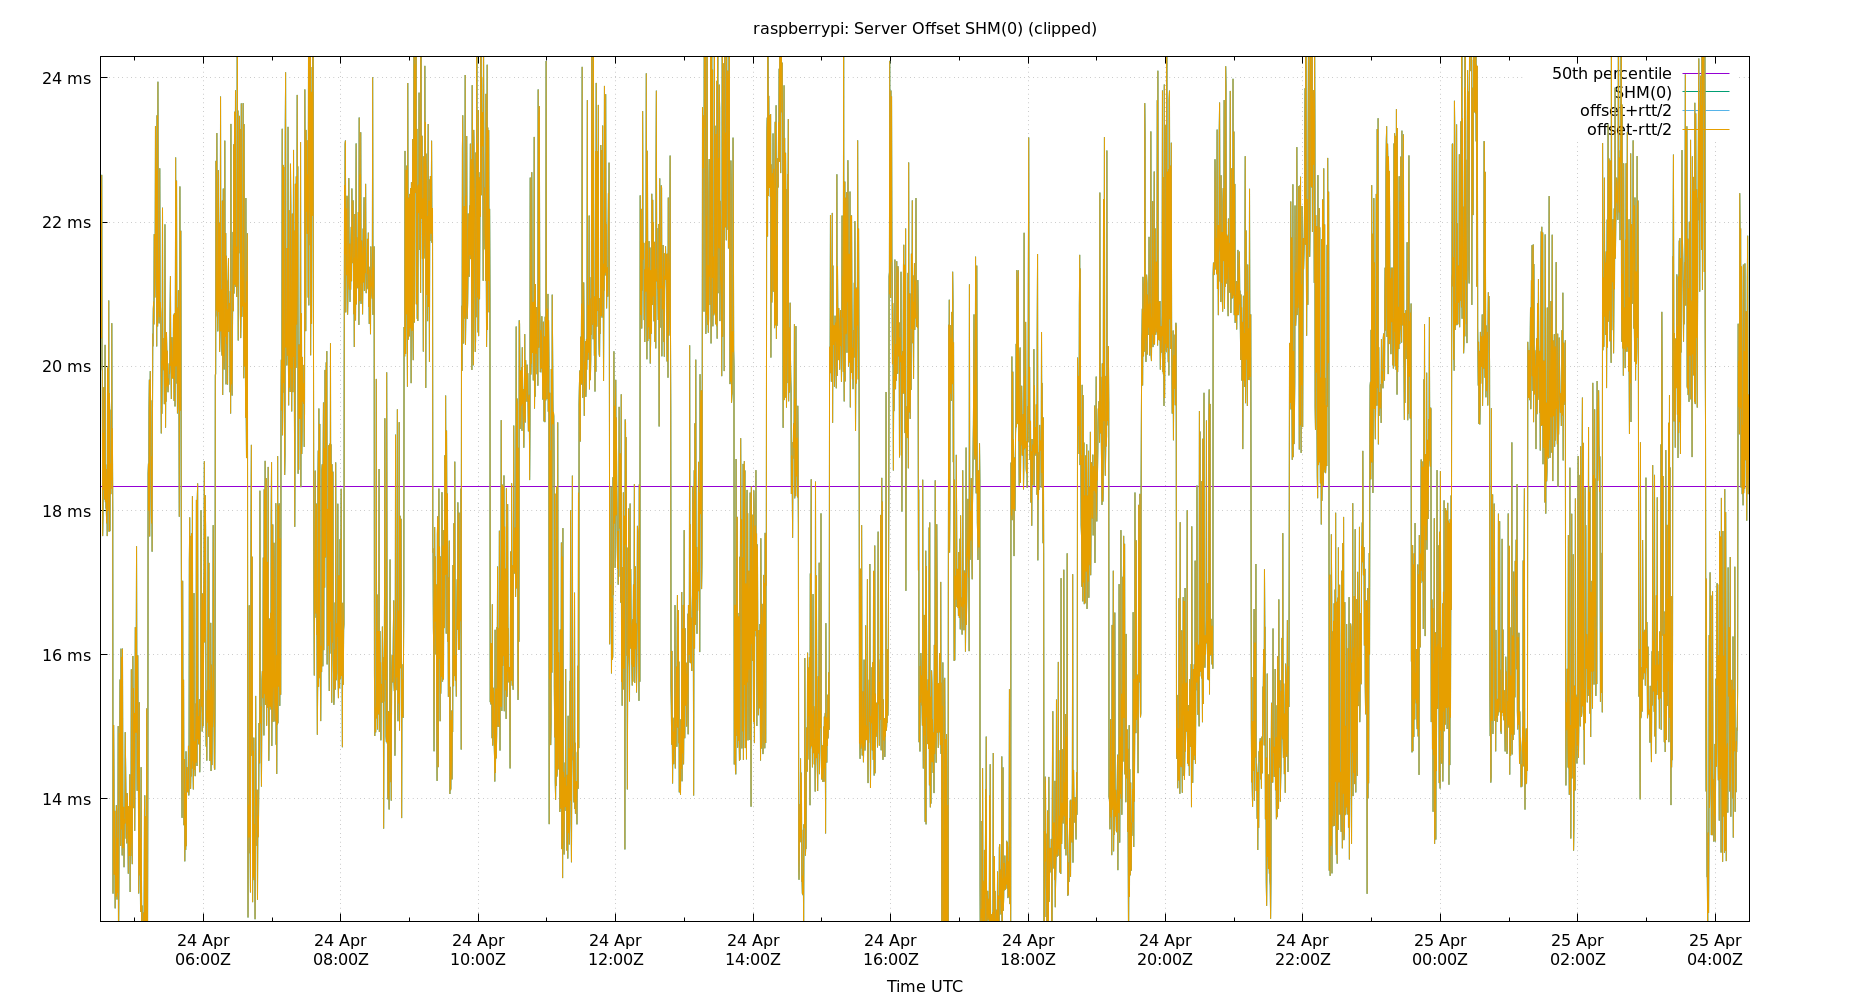 raspberrypi: Server Offset SHM(0) (clipped)
24 ms
22 ms
20 ms
18 ms
16 ms
14 ms
50th percentile
SHM(0)
offset+rtt/2
offset-rtt/2
24 Apr 24 Apr 24 Apr 24 Apr 24 Apr 24 Apr 24 Apr 24 Apr 24 Apr 25 Apr 25 Apr 25 Apr
06:00Z 08:00Z 10:00Z 12:00Z 14:00Z 16:00Z 18:00Z 20:00Z 22:00Z 00:00Z 02:00Z 04:00Z
Time UTC